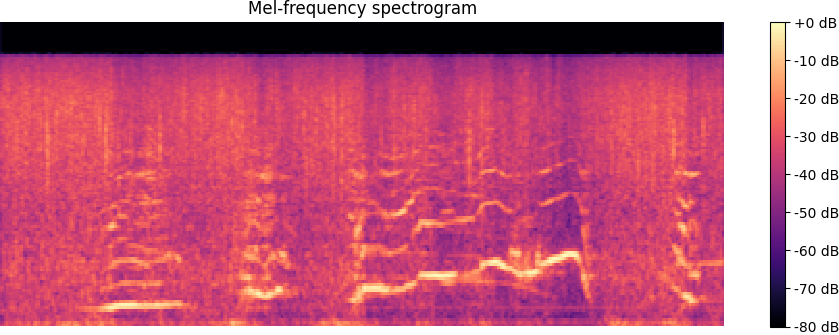 Mel-frequency spectrogram
+0 dB
-10 dB
-20 dB
-30 dB
-40 dB
-50 dB
-60 dB
-70 dB
-80 dB